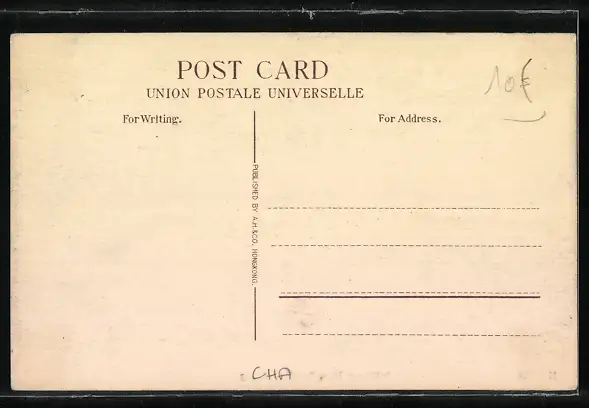 POST CARD
UNION POSTALE UNIVERSELLE
10€
For Writing.
For Address.
PUBLISHED BY A.H.&CO., HONGKONG.
CHA